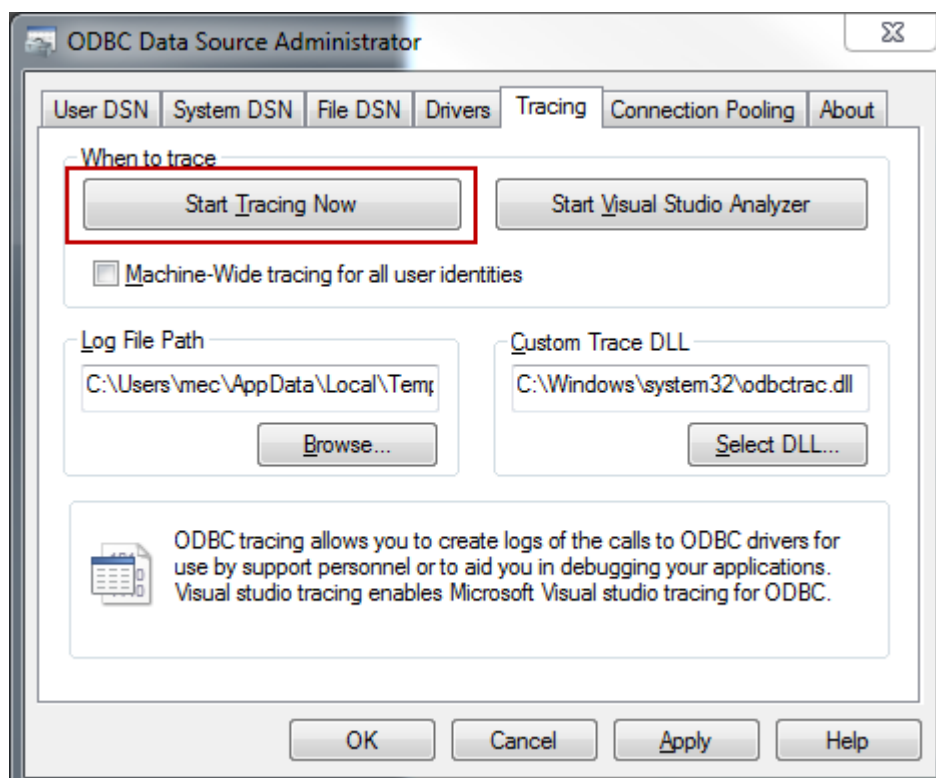 ODBC Data Source Administrator
User DSN System DSN File DSN Drivers Tracing Connection Pooling About
When to trace
Start Tracing Now Start Visual Studio Analyzer
Machine-Wide tracing for all user identities
Log File Path Custom Trace DLL
C:\Users\mec\AppData\Local\Temp C:\Windows\system32\odbctrac.dll
Browse... Select DLL...
ODBC tracing allows you to create logs of the calls to ODBC drivers for
use by support personnel or to aid you in debugging your applications.
Visual studio tracing enables Microsoft Visual studio tracing for ODBC.
OK Cancel Apply Help